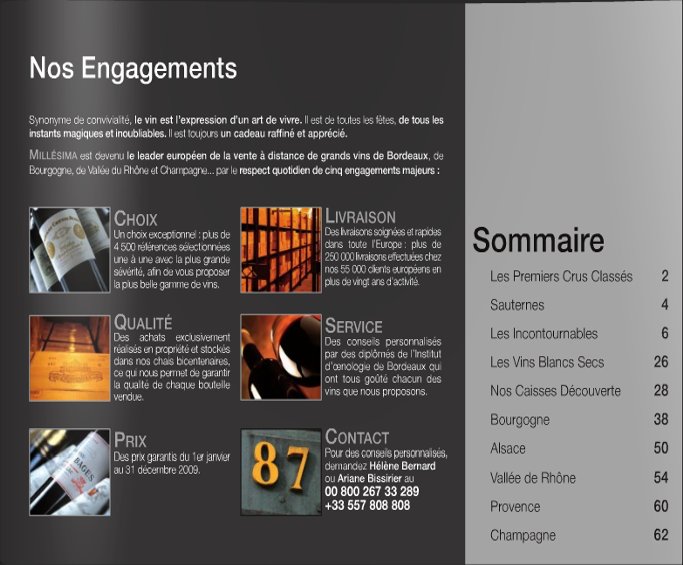 Nos Engagements
Synonyme de convivialité, le vin est l'expression d'un art de vivre. Il est de toutes les fêtes, de tous les
instants magiques et inoubliables. Il est toujours un cadeau raffiné et apprécié.
MILLÉSIMA est devenu le leader européen de la vente à distance de grands vins de Bordeaux, de
Bourgogne, de Valée du Rhône et Champagne... par le respect quotidien de cinq engagements majeurs :
CHOIX
Un choix exceptionnel : plus de
4 500 références sélectionnées
une à une avec la plus grande
sévérité, afin de vous proposer
la plus belle gamme de vins.
LIVRAISON
Des livraisons soignées et rapides
dans toute l'Europe : plus de
250 000 livraisons effectuées chez
nos 55 000 clients européens en
plus de vingt ans d'activité.
QUALITÉ
Des achats exclusivement
réalisés en propriété et stockés
dans nos chais bicentenaires,
ce qui nous permet de garantir
la qualité de chaque bouteille
vendue.
SERVICE
Des conseils personnalisés
par des diplômés de l'Institut
d'œnologie de Bordeaux qui
ont tous goûté chacun des
vins que nous proposons.
PRIX
Des prix garantis du 1er janvier
au 31 décembre 2009.
BAGES
87
CONTACT
Pour des conseils personnalisés,
demandez Hélène Bernard
ou Ariane Bissirier au
00 800 267 33 289
+33 557 808 808
Sommaire
Les Premiers Crus Classés 2
Sauternes 4
Les Incontournables 6
Les Vins Blancs Secs 26
Nos Caisses Découverte 28
Bourgogne 38
Alsace 50
Vallée de Rhône 54
Provence 60
Champagne 62